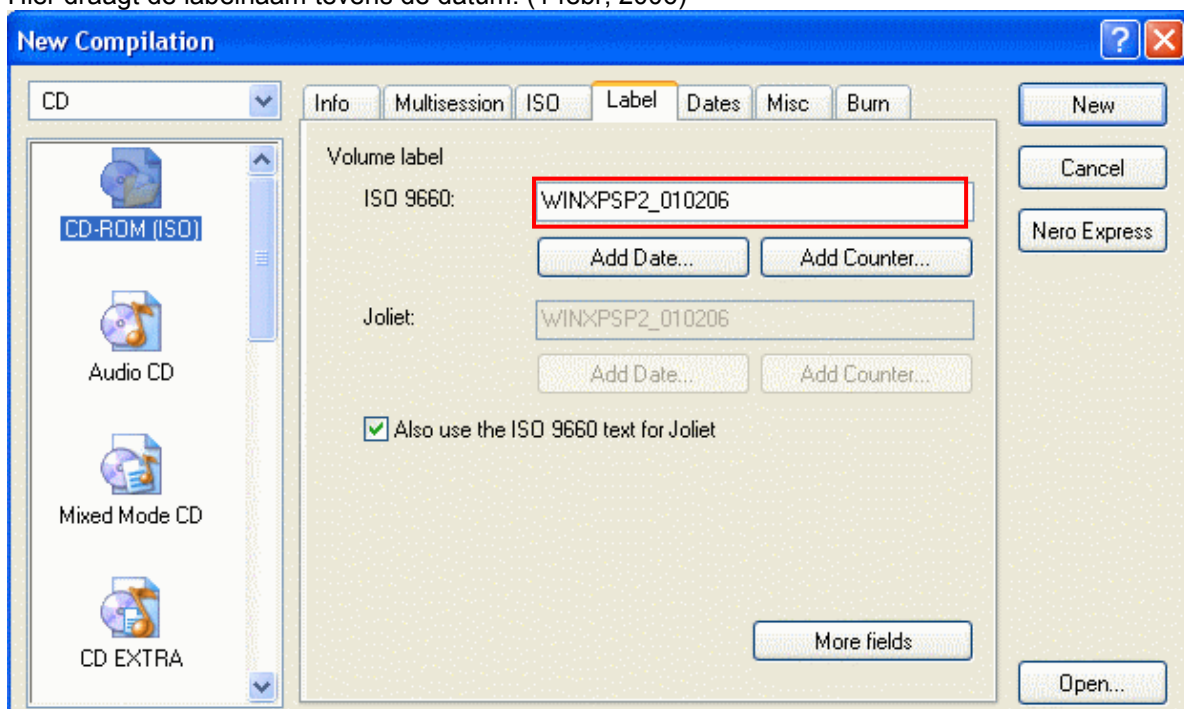 Hier draagt de labelnaam tevens de datum. (1 febr, 2006)
New Compilation
CD
Info Multisession ISO Label Dates Misc Burn
New
Volume label
Cancel
ISO 9660: WINXPSP2_010206
CD-ROM (ISO)
Nero Express
Add Date... Add Counter...
Joliet: WINXPSP2_010206
Audio CD
Add Date... Add Counter...
Also use the ISO 9660 text for Joliet
Mixed Mode CD
More fields
CD EXTRA
Open...